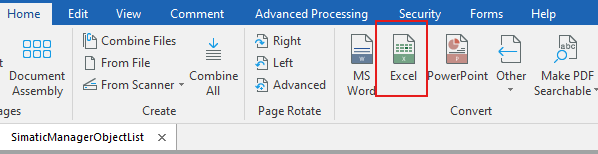 Home View Comment Advanced Processing Security Forms Help
Document
Assembly
ages
Combine Files
From File
From Scanner
Combine
All
Create
Right
Left
Advanced
Page Rotate
W
MS
Word
X
Excel
P
PowerPoint
Other
abc
Make PDF
Searchable
Convert
SimaticManagerObjectList ×